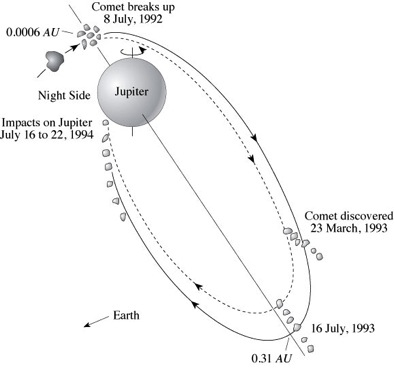 Comet breaks up
8 July, 1992
0.0006 AU
Night Side
Jupiter
Impacts on Jupiter
July 16 to 22, 1994
Comet discovered
23 March, 1993
Earth
16 July, 1993
0.31 AU